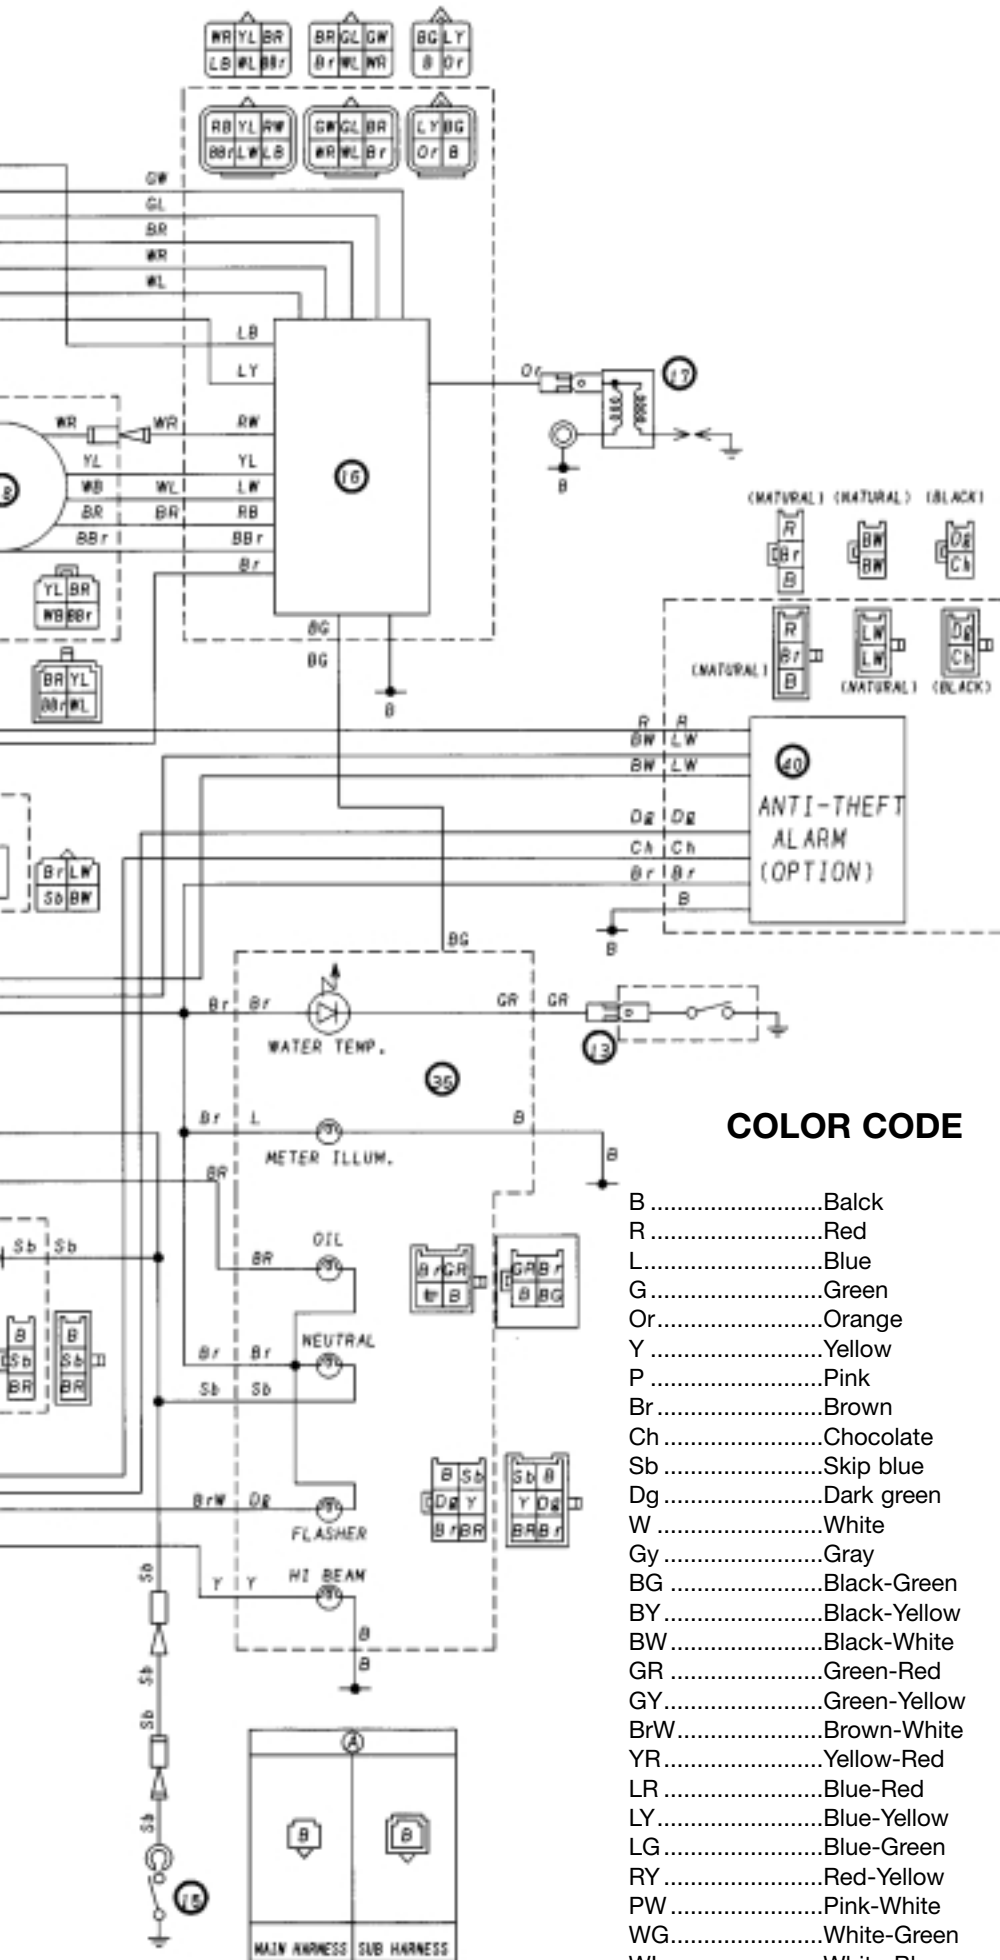 WR YL BR
LB WL BBr
BR GL GW
Br WL WR
BG LY
B Or
RB YL RW
BBr LW LB
GW GL BR
WR WL Br
LY BG
Or B
GW
GL
BR
WR
WL
LB
LY
Or
17
WR WR RW
YL YL
WB WL LW
BR BR RB
BBr BBr
Br
16
B
(NATURAL) (NATURAL) (BLACK)
R
Br
B
BW
BW
Dg
Ch
YL BR
WB BBr
BR YL
BBr WL
BG
BG
B
R
Br
B
LW
LW
Dg
Ch
(NATURAL)
(NATURAL) (BLACK)
R R
BW LW
BW LW
Dg Dg
Ch Ch
Br Br
B
B
40
ANTI-THEFT
ALARM
(OPTION)
Br LW
Sb BW
BG
Br Br
GR GR
WATER TEMP.
13
Br L
B
B
METER ILLUM.
BR
OIL
BR
Br GR
B
GR Br
B BG
Sb Sb
B
Sb
BR
B
Sb
BR
NEUTRAL
Br Br
Sb Sb
B Sb
Dg Y
Br BR
Sb B
Y Dg
BR Br
BrW Dg
FLASHER
HI BEAM
Y Y
B
B
Sb
Sb
Sb
Sb
15
A
B
B
MAIN HARNESS SUB HARNESS
COLOR CODE
B ..........................Balck
R ..........................Red
L...........................Blue
G ..........................Green
Or.........................Orange
Y ..........................Yellow
P ..........................Pink
Br .........................Brown
Ch ........................Chocolate
Sb ........................Skip blue
Dg ........................Dark green
W .........................White
Gy ........................Gray
BG .......................Black-Green
BY ........................Black-Yellow
BW.......................Black-White
GR .......................Green-Red
GY........................Green-Yellow
BrW......................Brown-White
YR........................Yellow-Red
LR ........................Blue-Red
LY.........................Blue-Yellow
LG ........................Blue-Green
RY........................Red-Yellow
PW.......................Pink-White
WG.......................White-Green